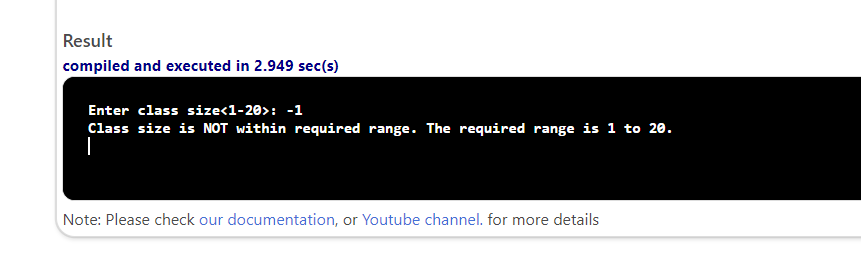 Result
compiled and executed in 2.949 sec(s)
Enter class size<1-20>: -1
Class size is NOT within required range. The required range is 1 to 20.
Note: Please check our documentation, or Youtube channel. for more details